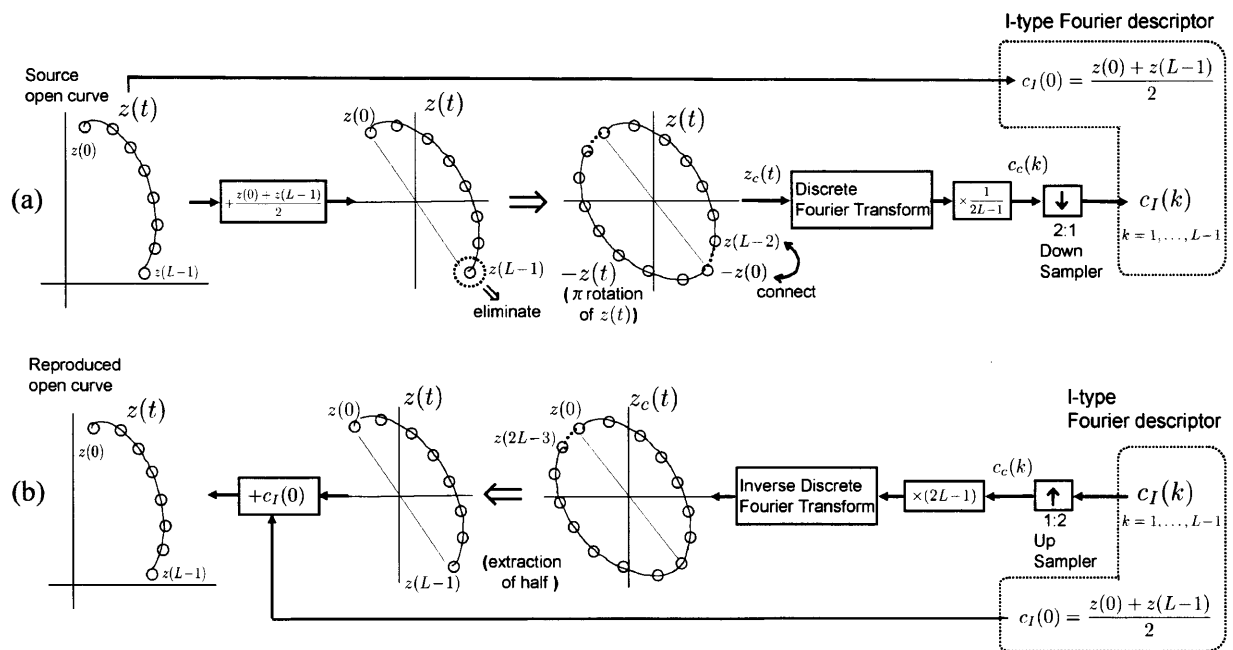 I-type Fourier descriptor
Source
open curve
z(t)
z(0)
z(L-1)
(a)
+ z(0) + z(L-1) / 2
z(0)
z(t)
z(L-1)
eliminate
⇒
z(t)
-z(t)
( π rotation
of z(t) )
z(L-2)
-z(0)
connect
z_c(t)
Discrete
Fourier Transform
× 1 / 2L-1
c_c(k)
↓
2:1
Down
Sampler
c_I(0) = z(0) + z(L-1) / 2
c_I(k)
k = 1, ..., L-1
Reproduced
open curve
z(t)
z(0)
z(L-1)
(b)
+c_I(0)
z(0)
z(t)
z(L-1)
⇐
( extraction
of half )
z(0)
z_c(t)
z(2L-3)
Inverse Discrete
Fourier Transform
×(2L-1)
c_c(k)
↑
1:2
Up
Sampler
I-type
Fourier descriptor
c_I(k)
k = 1, ..., L-1
c_I(0) = z(0) + z(L-1) / 2